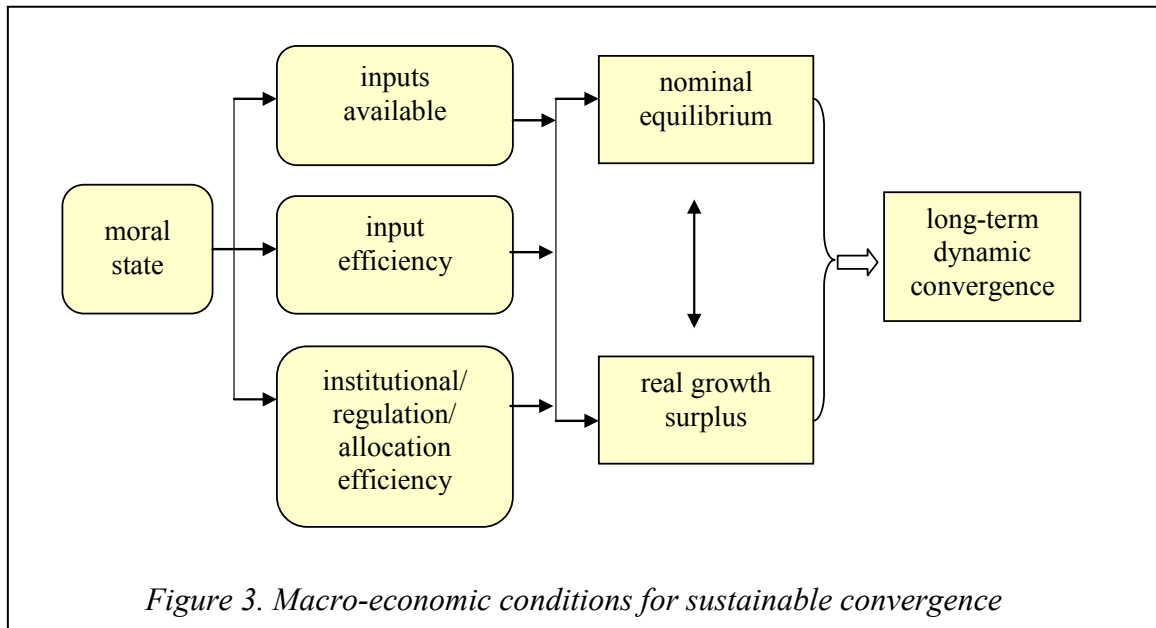 moral
state
inputs
available
input
efficiency
institutional/
regulation/
allocation
efficiency
nominal
equilibrium
real growth
surplus
long-term
dynamic
convergence
Figure 3. Macro-economic conditions for sustainable convergence